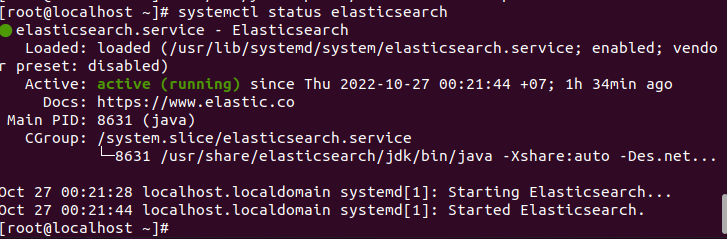 [root@localhost ~]# systemctl status elasticsearch
elasticsearch.service - Elasticsearch
Loaded: loaded (/usr/lib/systemd/system/elasticsearch.service; enabled; vendo
r preset: disabled)
Active: active (running) since Thu 2022-10-27 00:21:44 +07; 1h 34min ago
Docs: https://www.elastic.co
Main PID: 8631 (java)
CGroup: /system.slice/elasticsearch.service
└─8631 /usr/share/elasticsearch/jdk/bin/java -Xshare:auto -Des.net...

Oct 27 00:21:28 localhost.localdomain systemd[1]: Starting Elasticsearch...
Oct 27 00:21:44 localhost.localdomain systemd[1]: Started Elasticsearch.
[root@localhost ~]#